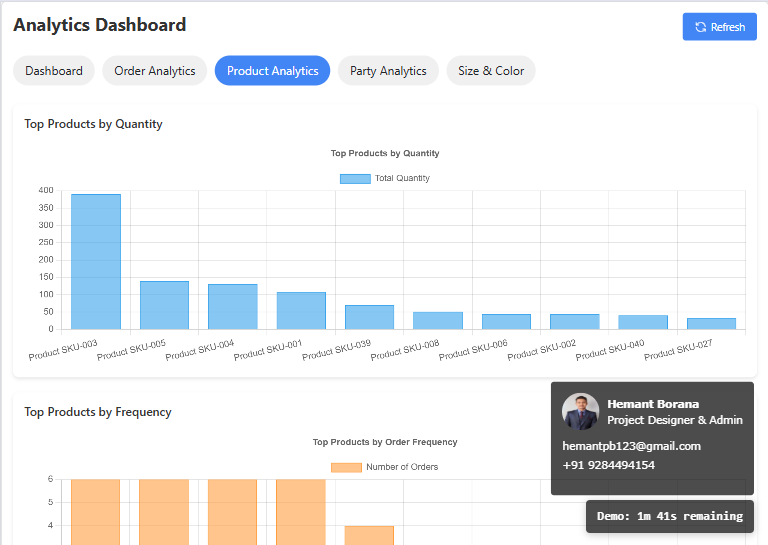 Analytics Dashboard
Refresh
Dashboard
Order Analytics
Product Analytics
Party Analytics
Size & Color
Top Products by Quantity
Top Products by Quantity
Total Quantity
400
350
300
250
200
150
100
50
0
Product SKU-003
Product SKU-005
Product SKU-004
Product SKU-001
Product SKU-039
Product SKU-008
Product SKU-006
Product SKU-002
Product SKU-040
Product SKU-027
Top Products by Frequency
Top Products by Order Frequency
Number of Orders
6
5
4
Hemant Borana
Project Designer & Admin
hemantpb123@gmail.com
+91 9284494154
Demo: 1m 41s remaining